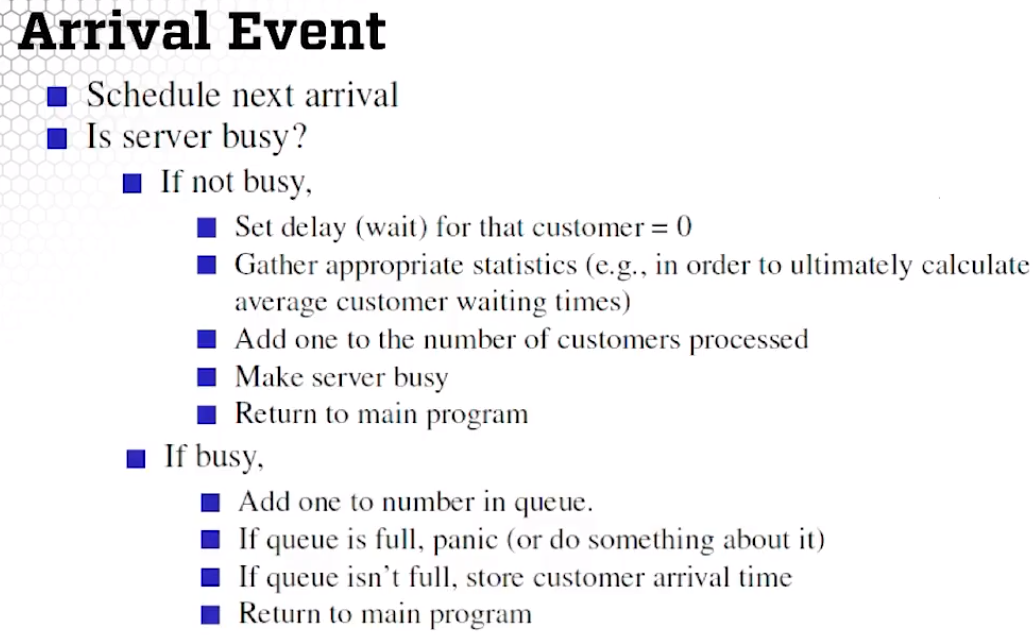 Arrival Event
Schedule next arrival
Is server busy?
If not busy,
Set delay (wait) for that customer = 0
Gather appropriate statistics (e.g., in order to ultimately calculate
average customer waiting times)
Add one to the number of customers processed
Make server busy
Return to main program
If busy,
Add one to number in queue.
If queue is full, panic (or do something about it)
If queue isn't full, store customer arrival time
Return to main program